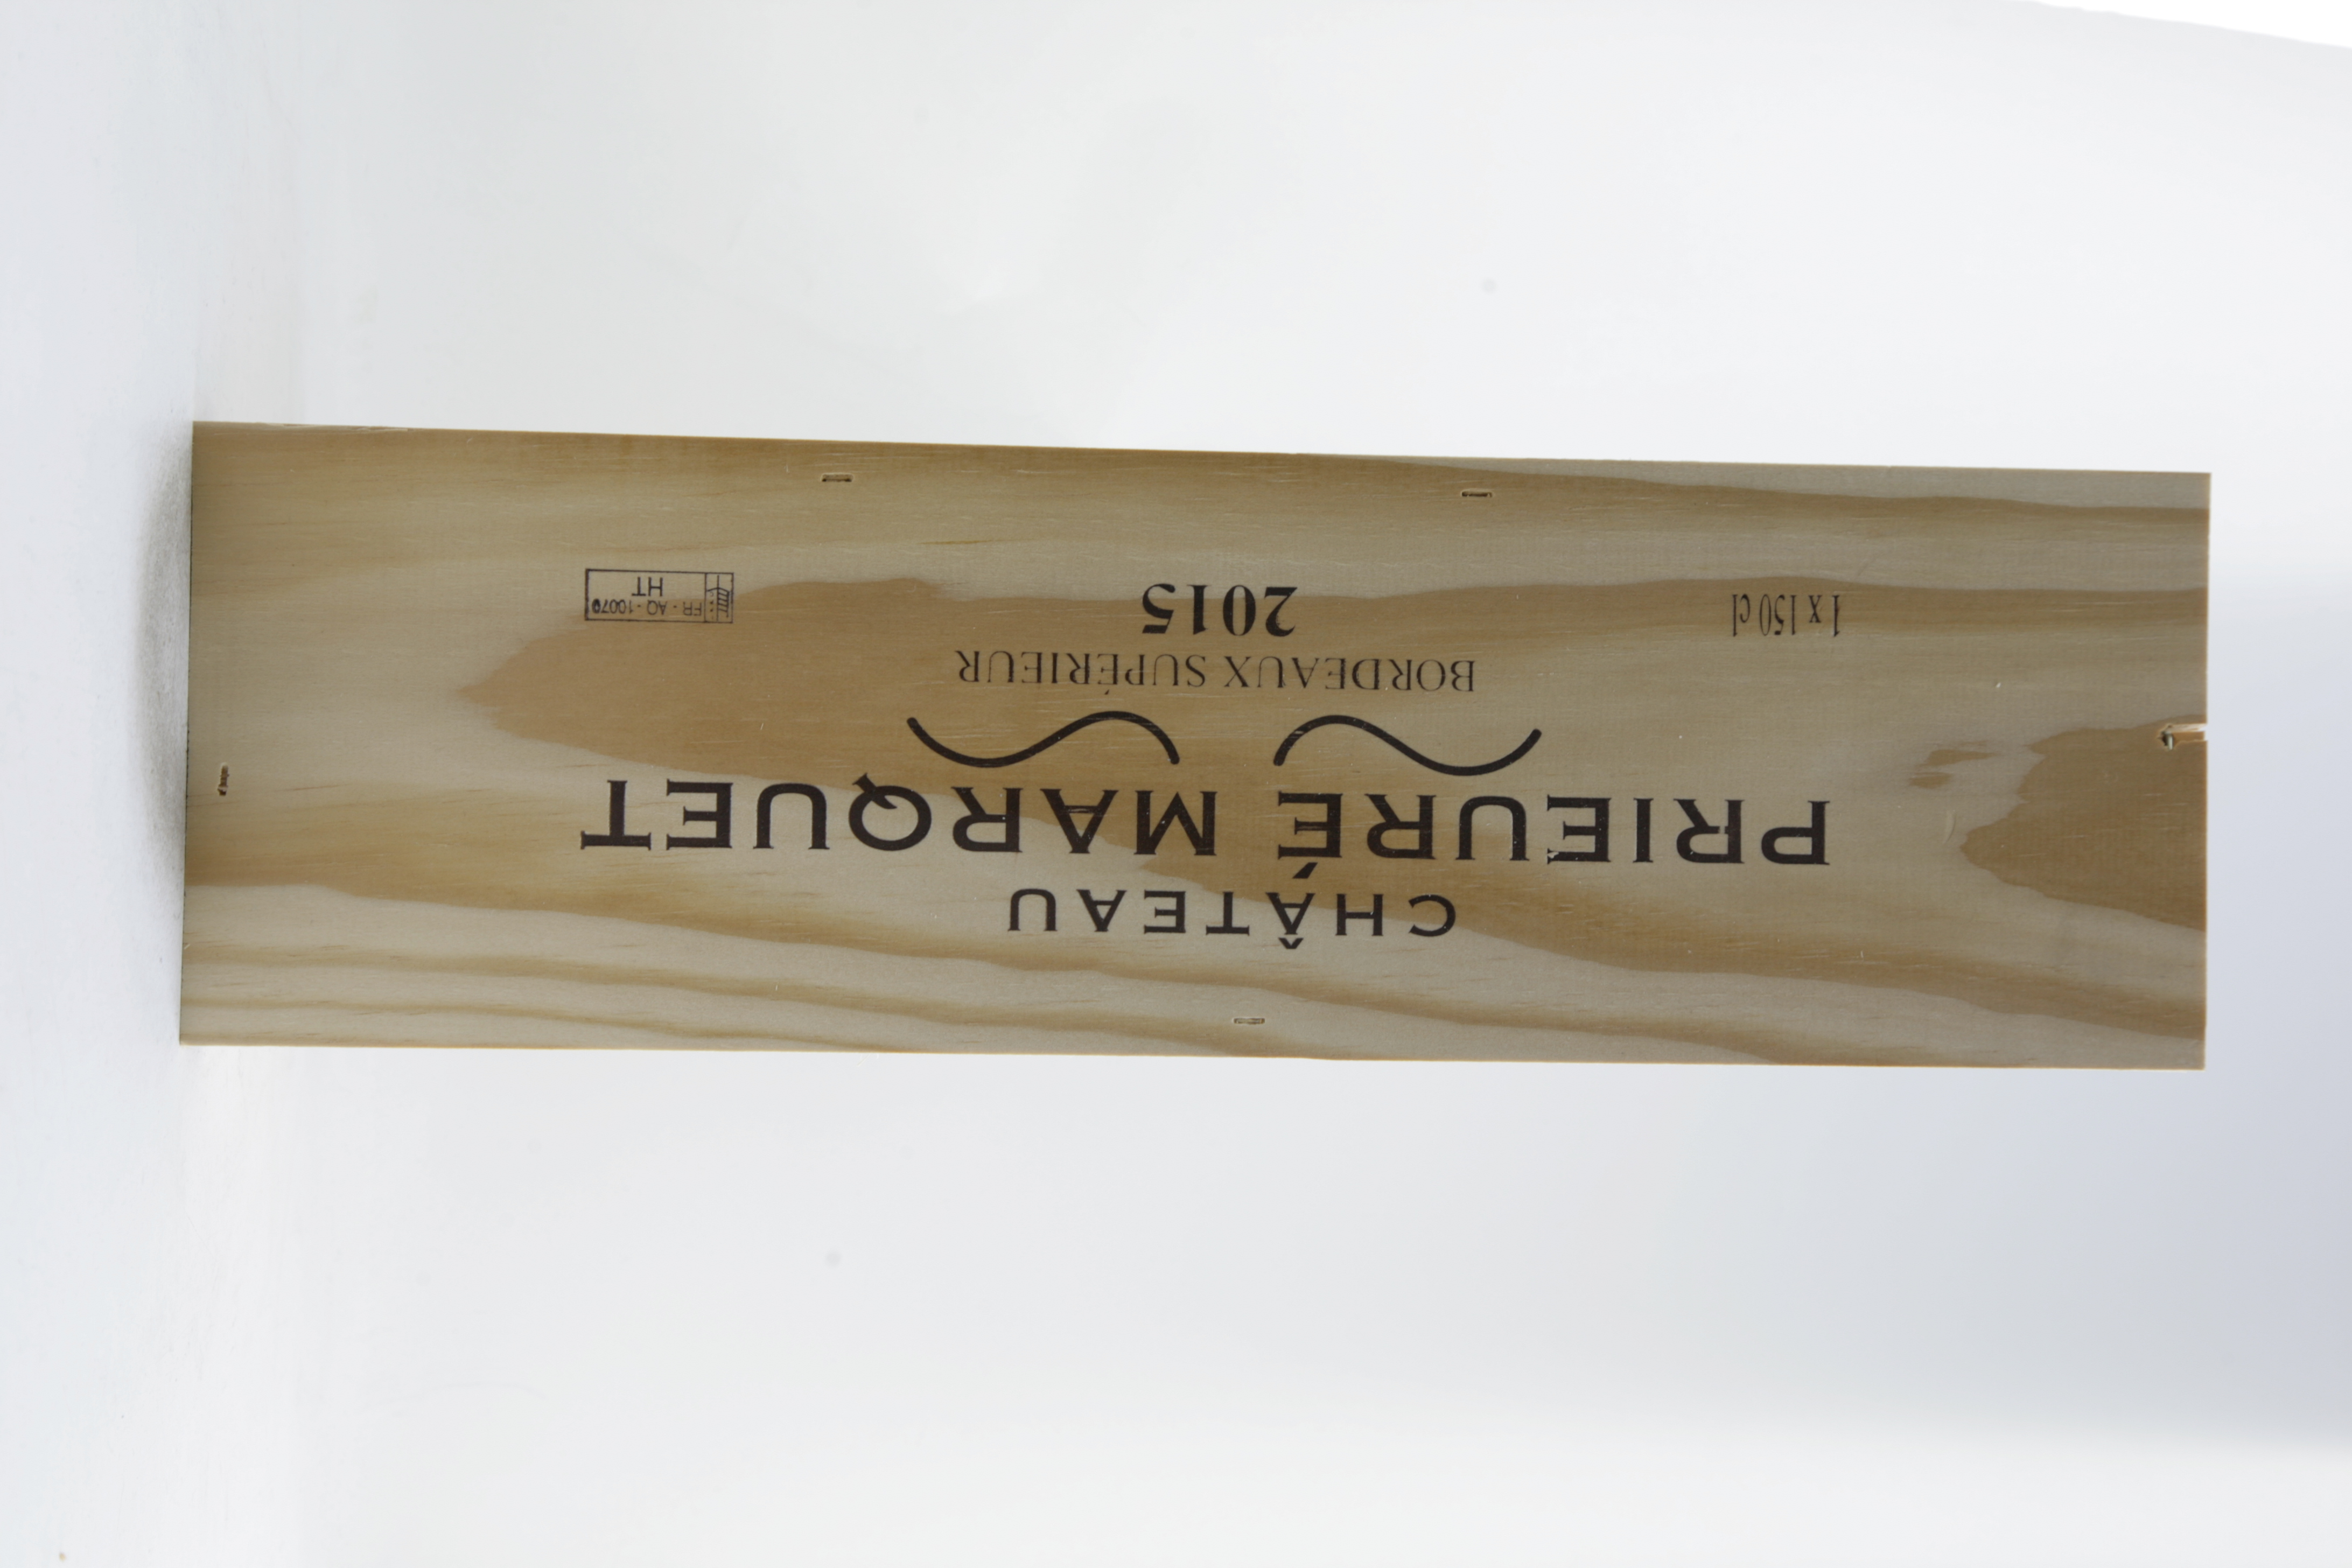 CHÂTEAU
PRIEURÉ MARQUET
BORDEAUX SUPÉRIEUR
2015
1 x 150 cl
FR - AQ - 10070
HT